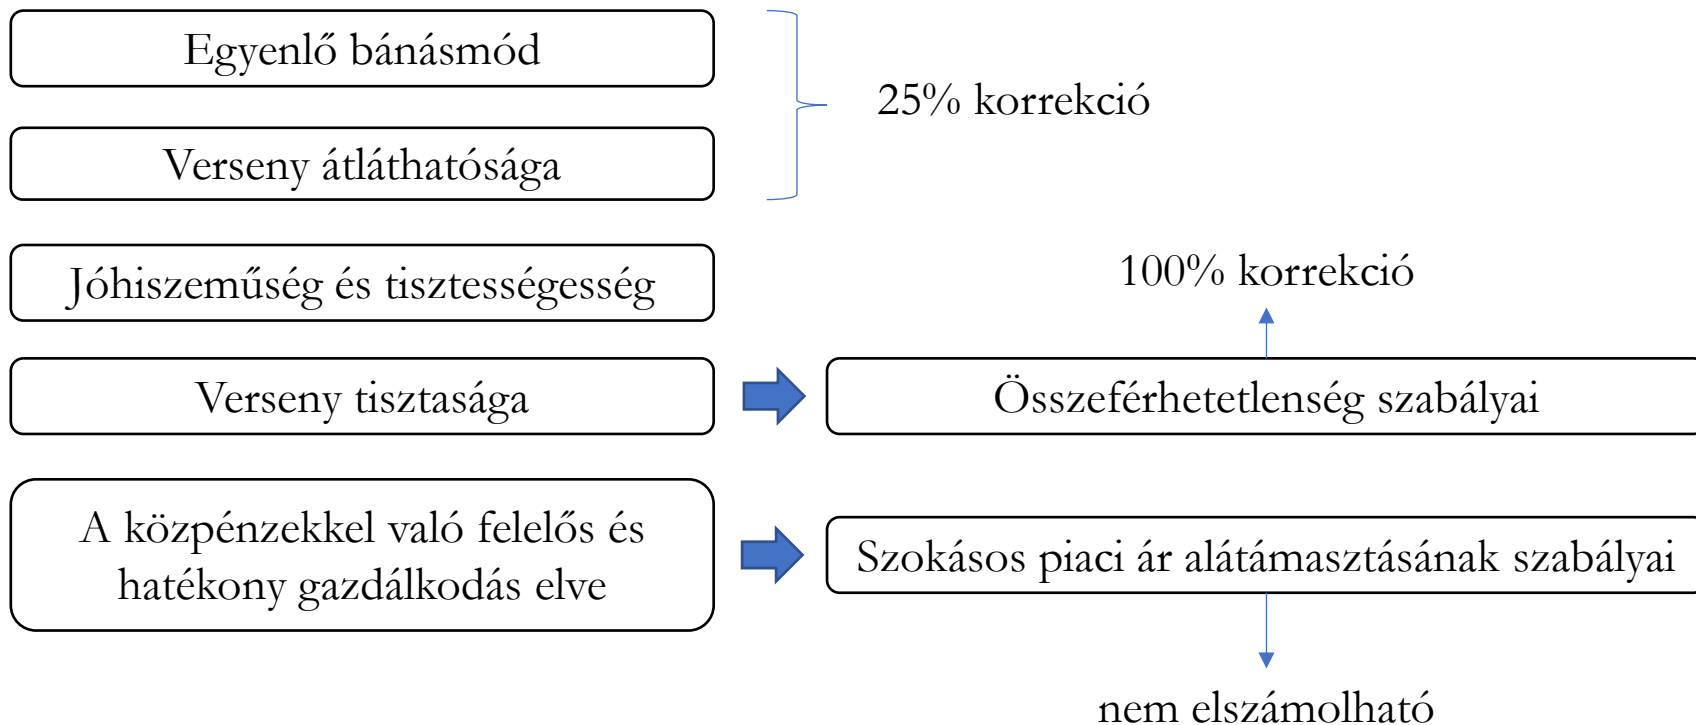 Egyenlő bánásmód
25% korrekció
Verseny átláthatósága
Jóhiszeműség és tisztességesség
100% korrekció
Verseny tisztasága
Összeférhetetlenség szabályai
A közpénzekkel való felelős és
hatékony gazdálkodás elve
Szokásos piaci ár alátámasztásának szabályai
nem elszámolható